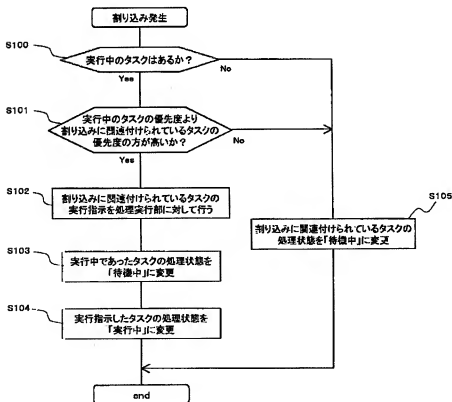 割り込み発生
S100
実行中のタスクはあるか？
Yes
No
S101
実行中のタスクの優先度より
割り込みに関連付けられているタスクの
優先度の方が高いか？
No
Yes
S102
割り込みに関連付けられているタスクの
実行指示を処理実行部に対して行う
S105
割り込みに関連付けられているタスクの
処理状態を「待機中」に変更
S103
実行中であったタスクの処理状態を
「待機中」に変更
S104
実行指示したタスクの処理状態を
「実行中」に変更
end